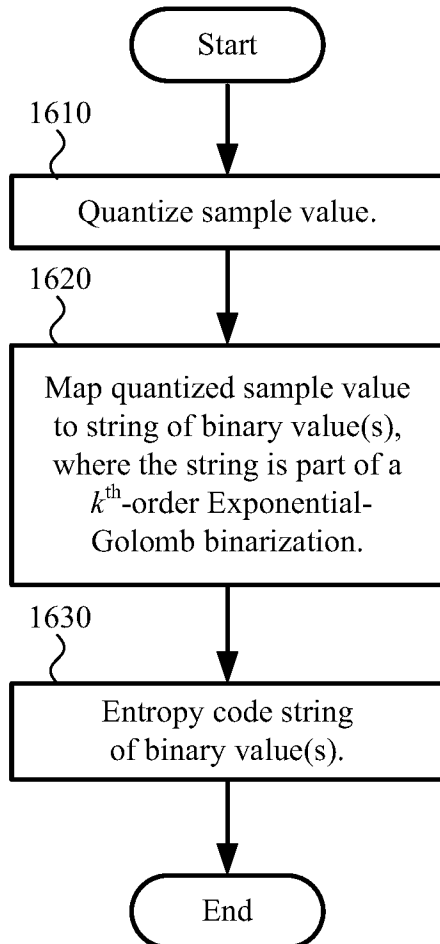 Start
1610
Quantize sample value.
1620
Map quantized sample value
to string of binary value(s),
where the string is part of a
kth-order Exponential-
Golomb binarization.
1630
Entropy code string
of binary value(s).
End